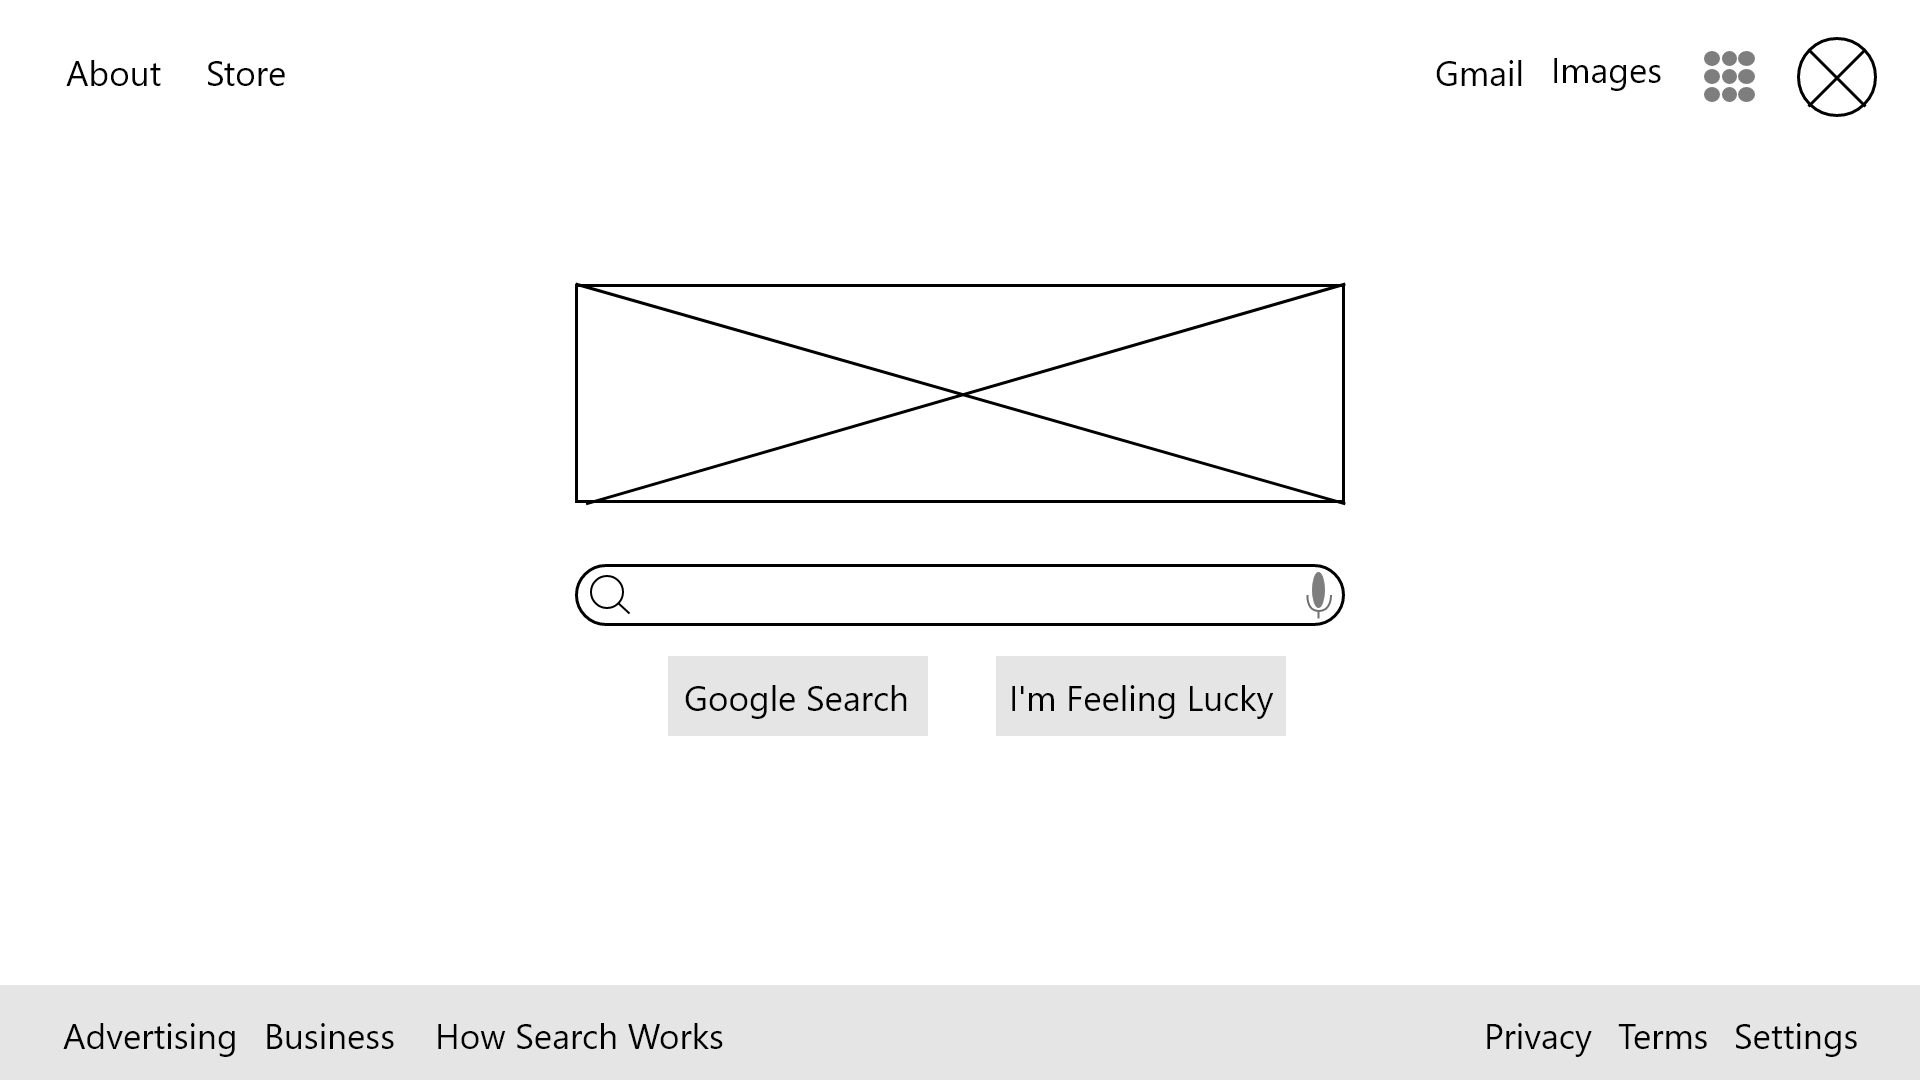 About Store Gmail Images
Google Search I'm Feeling Lucky
Advertising Business How Search Works Privacy Terms Settings